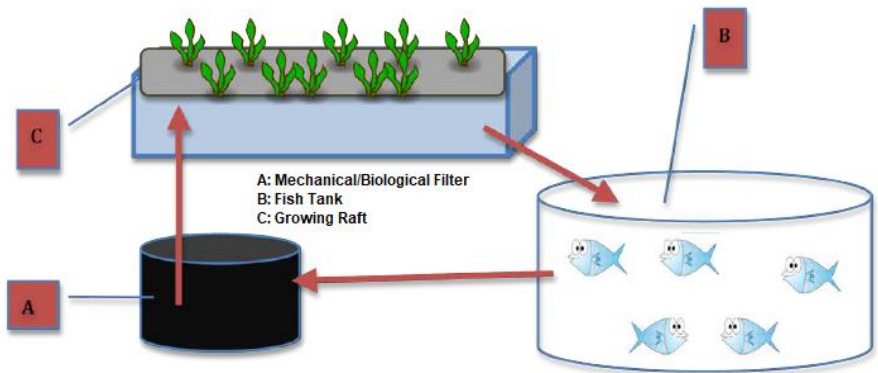 B
C
A: Mechanical/Biological Filter
B: Fish Tank
C: Growing Raft
A